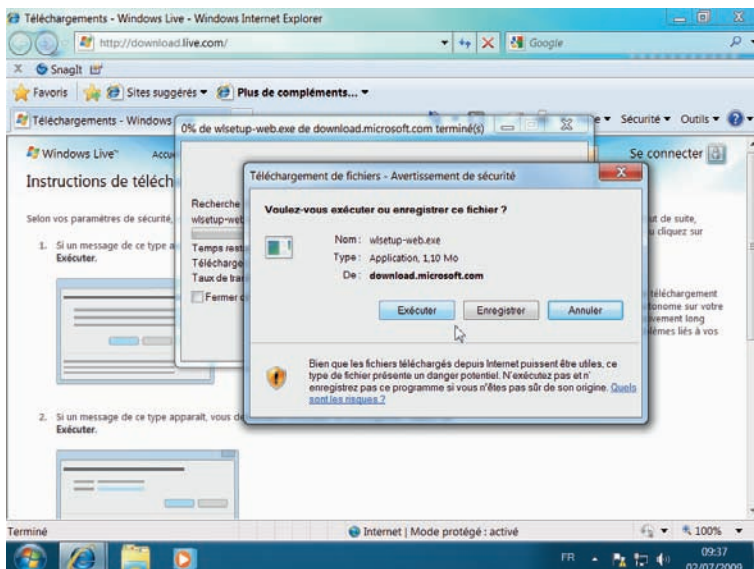 Téléchargements - Windows Live - Windows Internet Explorer
http://download.live.com/
Google
X SnagIt
Favoris Sites suggérés Plus de compléments...
Téléchargements - Windows
Sécurité Outils
0% de wlsetup-web.exe de download.microsoft.com terminé(s)
Windows Live™
Se connecter
Instructions de téléch
Selon vos paramètres de sécurité,
1. Si un message de ce type a
Exécuter.
Recherche
wlsetup-web
Temps rest
Télécharge
Taux de tra
Fermer
Téléchargement de fichiers - Avertissement de sécurité
Voulez-vous exécuter ou enregistrer ce fichier ?
Nom : wlsetup-web.exe
Type : Application, 1,10 Mo
De : download.microsoft.com
Exécuter Enregistrer Annuler
Bien que les fichiers téléchargés depuis Internet puissent être utiles, ce
type de fichier présente un danger potentiel. N'exécutez pas et n'
enregistrez pas ce programme si vous n'êtes pas sûr de son origine. Quels
sont les risques ?
ut de suite,
u cliquez sur
téléchargement
tonome sur votre
vement long
lèmes liés à vos
2. Si un message de ce type apparaît, vous de
Exécuter.
Terminé
Internet | Mode protégé : activé
100%
FR
09:37
02/07/2009